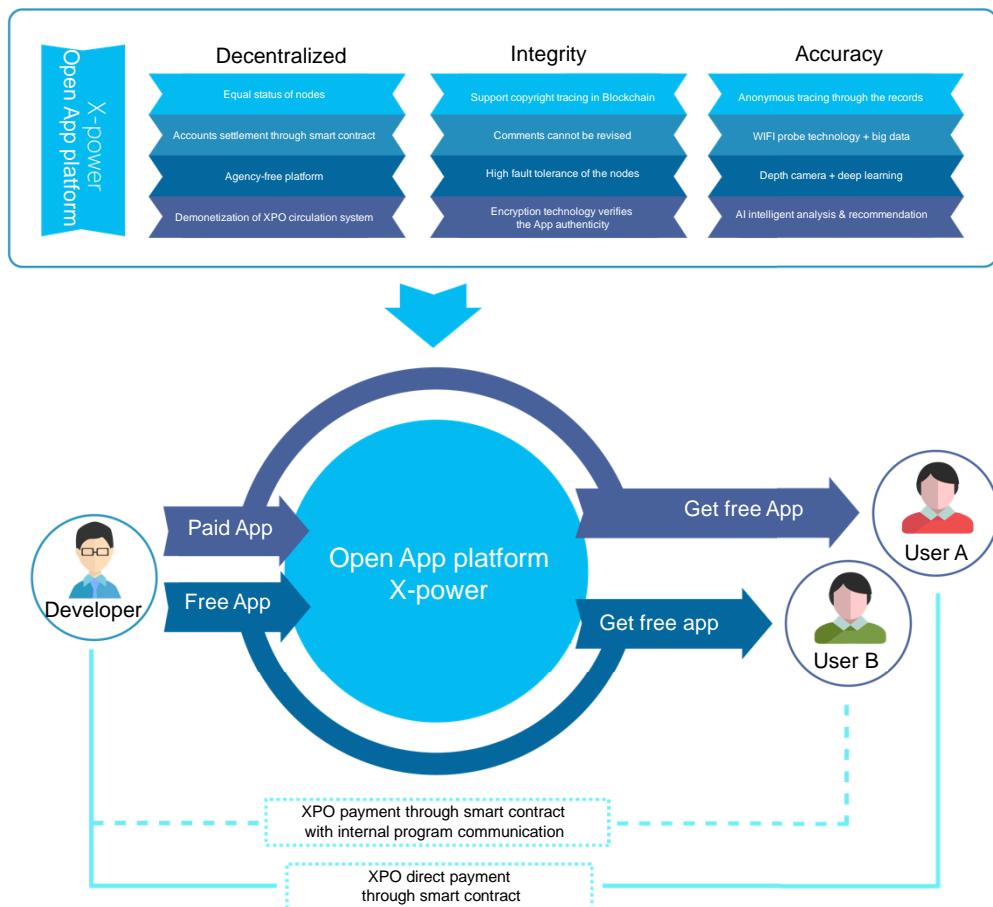 X-power
Open App platform
Decentralized
Equal status of nodes
Accounts settlement through smart contract
Agency-free platform
Demonetization of XPO circulation system
Integrity
Support copyright tracing in Blockchain
Comments cannot be revised
High fault tolerance of the nodes
Encryption technology verifies
the App authenticity
Accuracy
Anonymous tracing through the records
WIFI probe technology + big data
Depth camera + deep learning
AI intelligent analysis & recommendation
Developer
Paid App
Free App
Open App platform
X-power
Get free App
Get free app
User A
User B
XPO payment through smart contract
with internal program communication
XPO direct payment
through smart contract